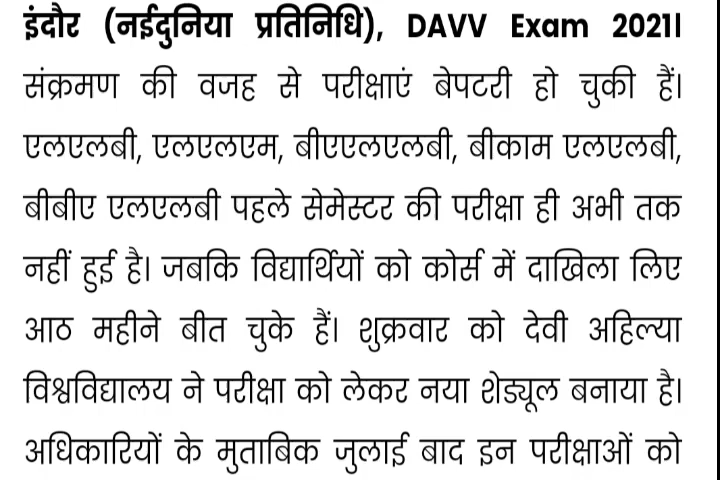 इंदौर (नईदुनिया प्रतिनिधि), DAVV Exam 2021।
संक्रमण की वजह से परीक्षाएं बेपटरी हो चुकी हैं।
एलएलबी, एलएलएम, बीएएलएलबी, बीकाम एलएलबी,
बीबीए एलएलबी पहले सेमेस्टर की परीक्षा ही अभी तक
नहीं हुई है। जबकि विद्यार्थियों को कोर्स में दाखिला लिए
आठ महीने बीत चुके हैं। शुक्रवार को देवी अहिल्या
विश्वविद्यालय ने परीक्षा को लेकर नया शेड्यूल बनाया है।
अधिकारियों के मुताबिक जुलाई बाद इन परीक्षाओं को